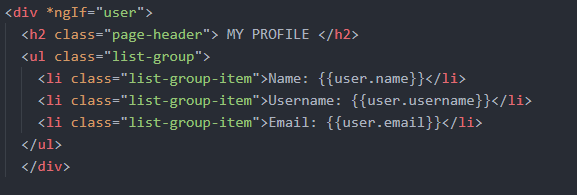 <div *ngIf="user">
  <h2 class="page-header"> MY PROFILE </h2>
  <ul class="list-group">
    <li class="list-group-item">Name: {{user.name}}</li>
    <li class="list-group-item">Username: {{user.username}}</li>
    <li class="list-group-item">Email: {{user.email}}</li>
  </ul>
  </div>